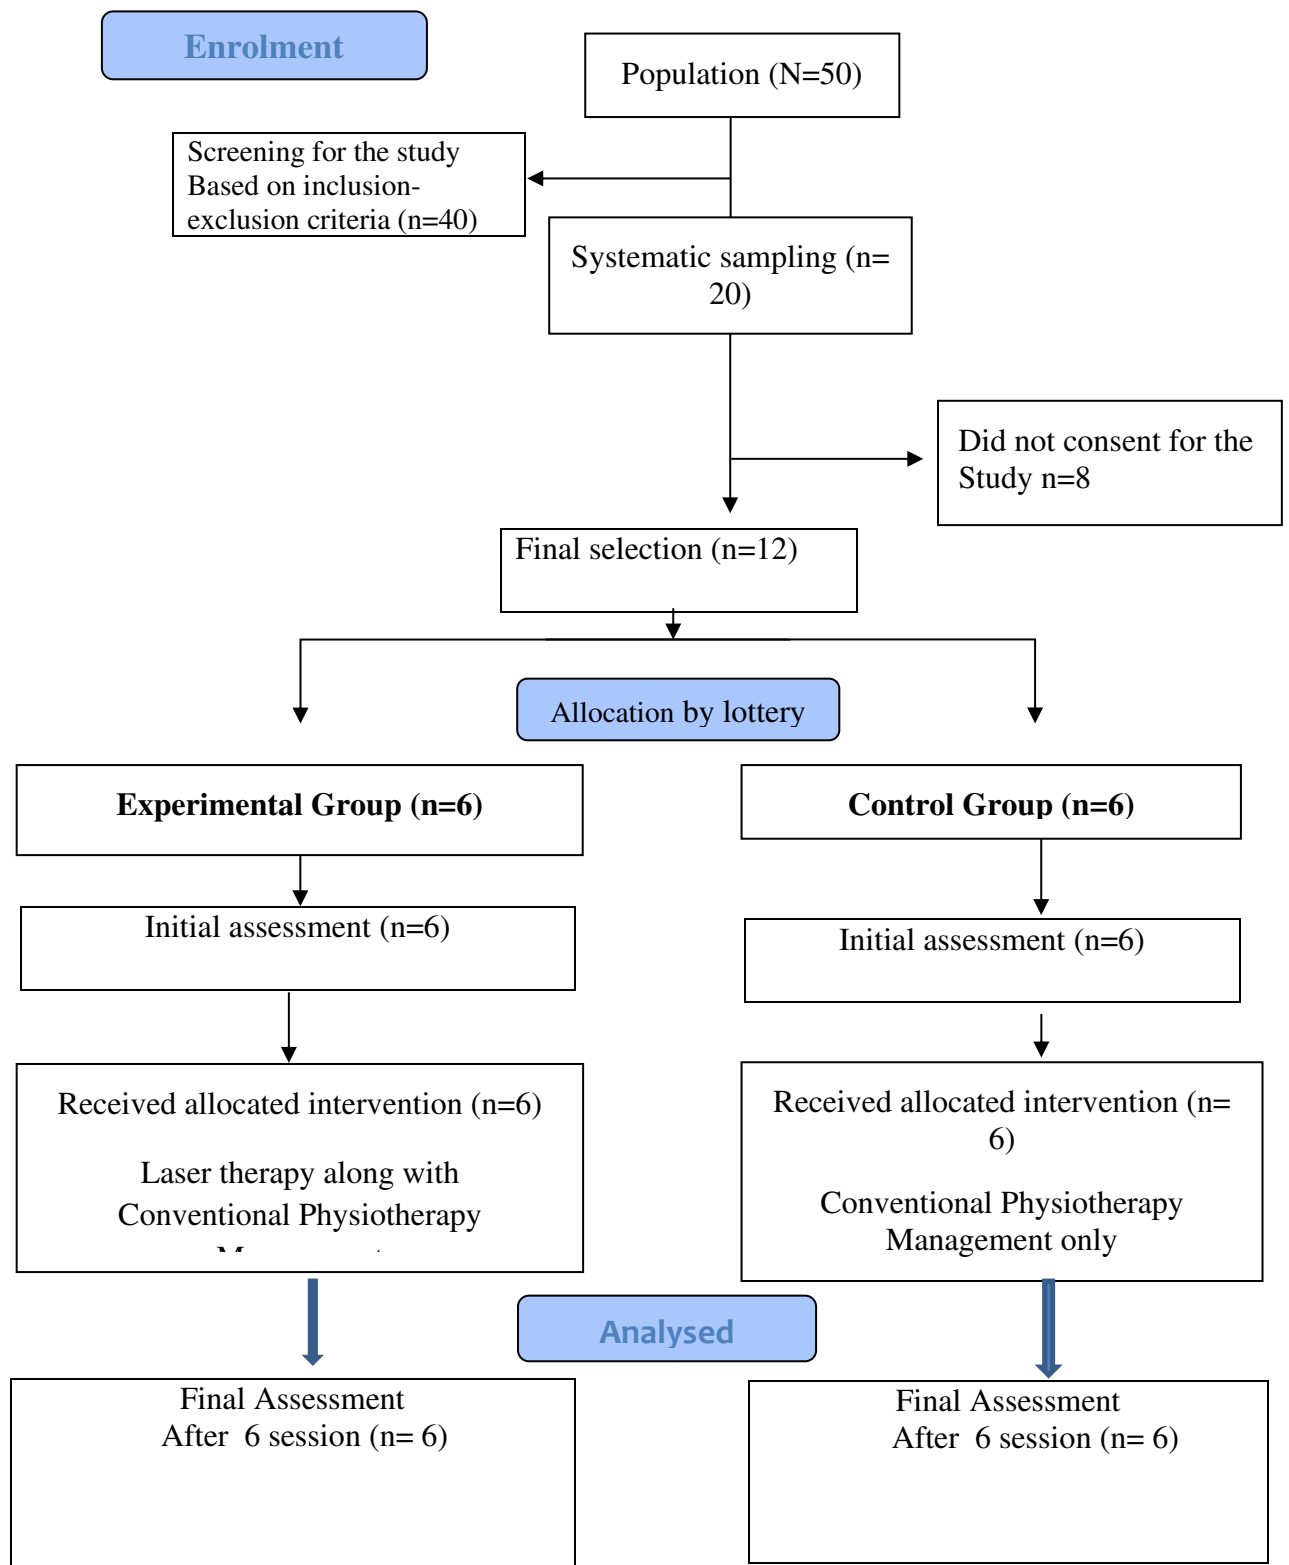 Enrolment
Population (N=50)
Screening for the study
Based on inclusion-
exclusion criteria (n=40)
Systematic sampling (n=
20)
Did not consent for the
Study n=8
Final selection (n=12)
Allocation by lottery
Experimental Group (n=6)
Control Group (n=6)
Initial assessment (n=6)
Initial assessment (n=6)
Received allocated intervention (n=6)
Laser therapy along with
Conventional Physiotherapy
Received allocated intervention (n=
6)
Conventional Physiotherapy
Management only
Analysed
Final Assessment
After 6 session (n= 6)
Final Assessment
After 6 session (n= 6)